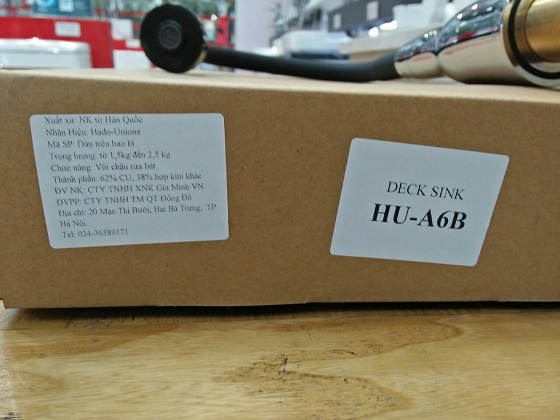 Xuất xứ: NK từ Hàn Quốc
Nhãn Hiệu: Hado-Unione
Mã SP: Dán trên bao bì
Trọng lượng: từ 1,5kg đến 2,5 kg
Chức năng: Vòi chậu rửa bát
Thành phần: 62% CU, 38% hợp kim khác
ĐV NK: CTY TNHH XNK Gia Minh VN
ĐVPP: CTY TNHH TM QT Đông Đô
Địa chỉ: 20 Mạc Thị Bưởi, Hai Bà Trưng, TP
Hà Nội.
Tel: 024-36380171
DECK SINK
HU-A6B